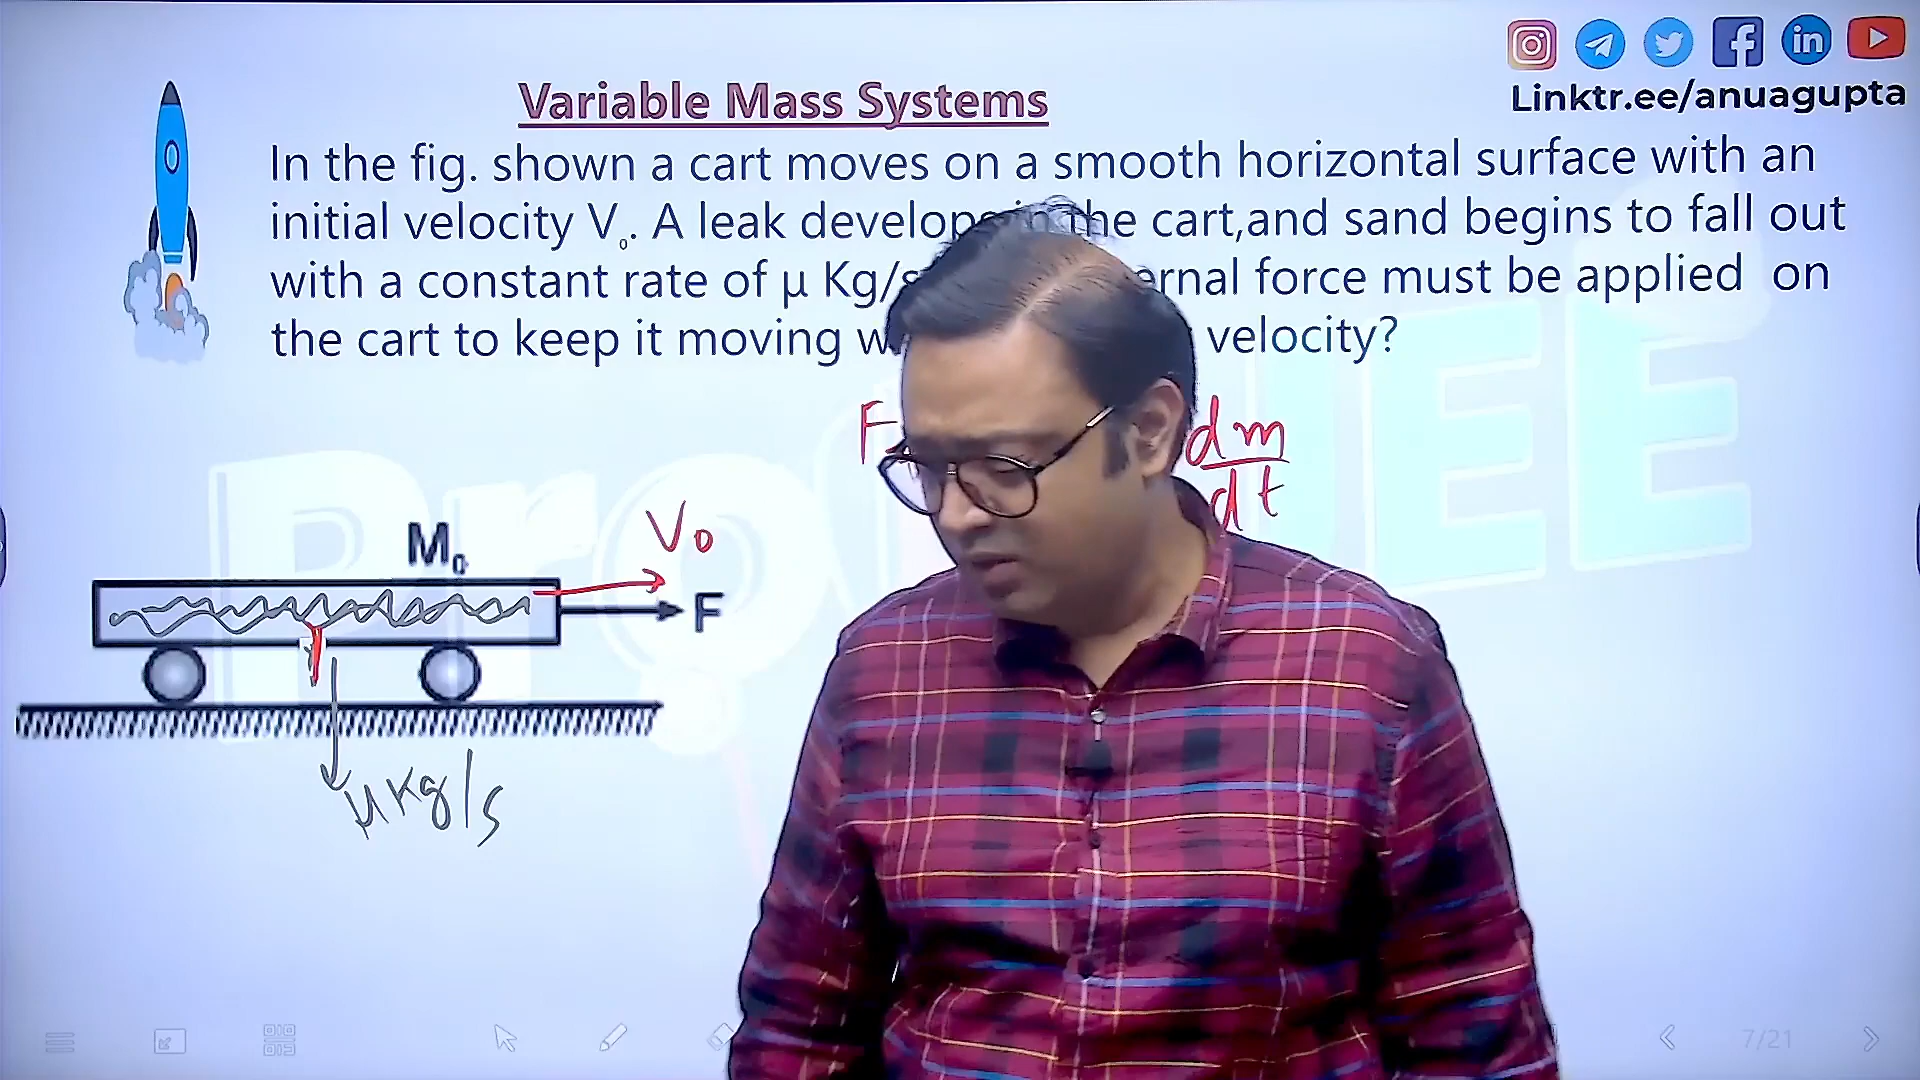 Linktr.ee/anuagupta
Variable Mass Systems
In the fig. shown a cart moves on a smooth horizontal surface with an
initial velocity V₀. A leak develops in the cart,and sand begins to fall out
with a constant rate of μ Kg/s force must be applied on
the cart to keep it moving velocity?
F dm
dt
V₀
M₀
F
μ Kg/s
7/21